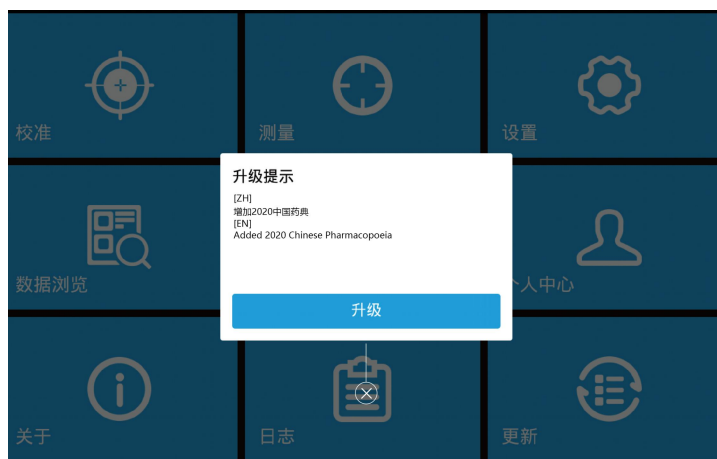 校准
测量
设置
升级提示
[ZH]
增加2020中国药典
[EN]
Added 2020 Chinese Pharmacopoeia
升级
数据浏览
人中心
关于
日志
更新